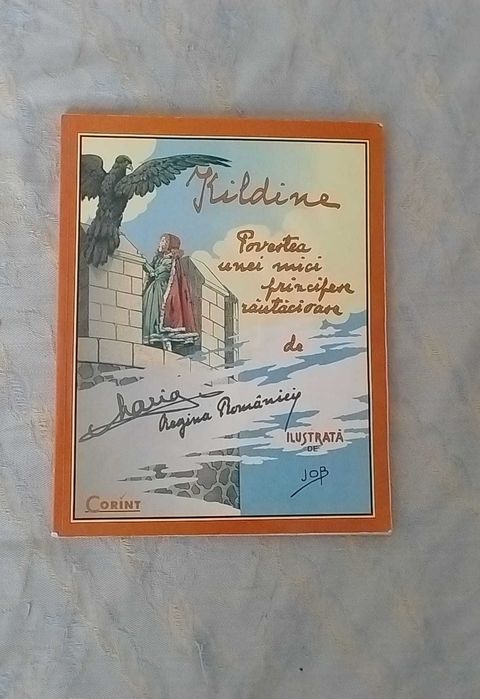 Kildine
Povestea
unei mici
principese
răutăcioase
de
Maria
Regina României
ILUSTRATĂ
DE
JOB
CORINT